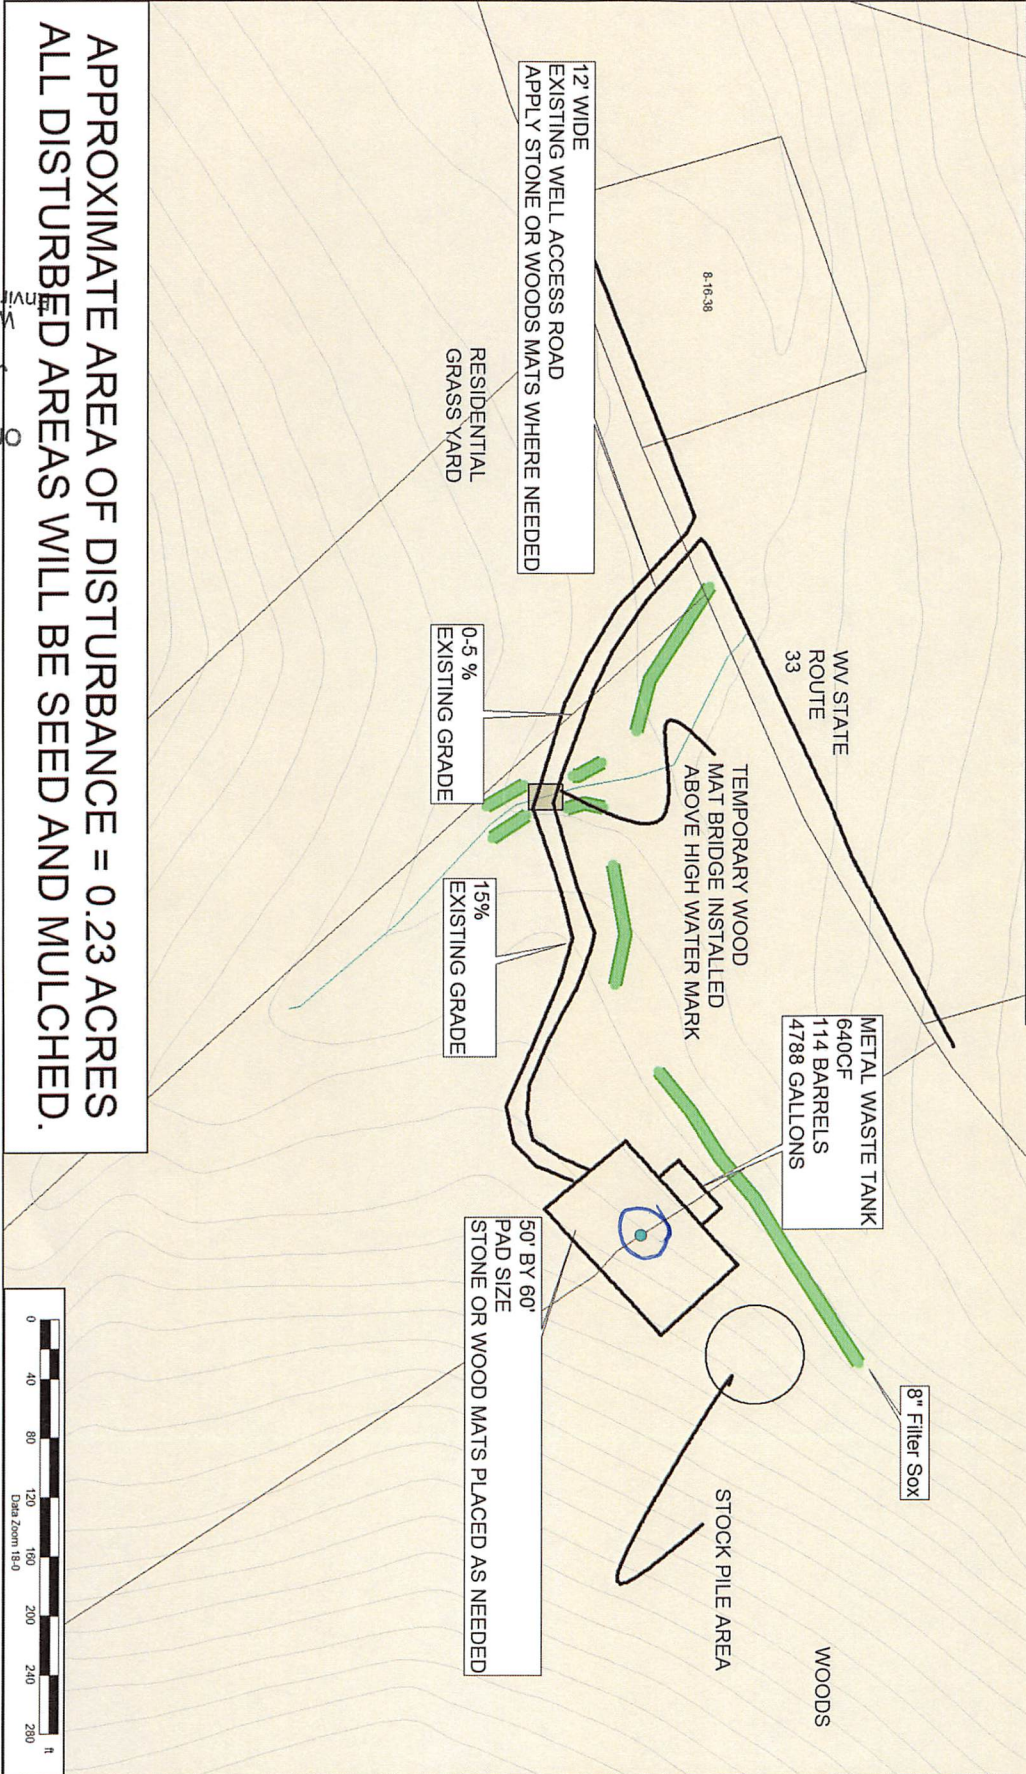 WV STATE
ROUTE
33
8-16-38
12' WIDE
EXISTING WELL ACCESS ROAD
APPLY STONE OR WOODS MATS WHERE NEEDED
RESIDENTIAL
GRASS YARD
0-5 %
EXISTING GRADE
TEMPORARY WOOD
MAT BRIDGE INSTALLED
ABOVE HIGH WATER MARK
15%
EXISTING GRADE
METAL WASTE TANK
640CF
114 BARRELS
4788 GALLONS
8" Filter Sox
50' BY 60'
PAD SIZE
STONE OR WOOD MATS PLACED AS NEEDED
STOCK PILE AREA
WOODS
APPROXIMATE AREA OF DISTURBANCE = 0.23 ACRES
ALL DISTURBED AREAS WILL BE SEED AND MULCHED.
0 40 80 120 160 200 240 280 ft
Data Zoom 18-0